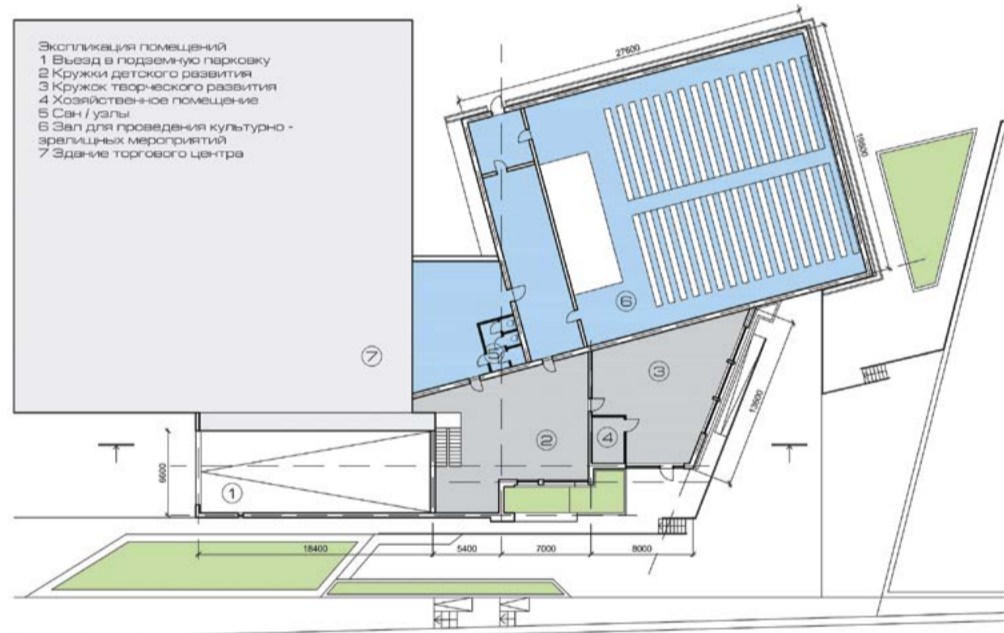 Экспликация помещений
1 Въезд в подземную парковку
2 Кружки детского развития
3 Кружок творческого развития
4 Хозяйственное помещение
5 Сан / узлы
6 Зал для проведения культурно -
зрелищных мероприятий
7 Здание торгового центра
27600
6
7
5
3
13600
2
4
6600
1
18400
5400
7000
8000